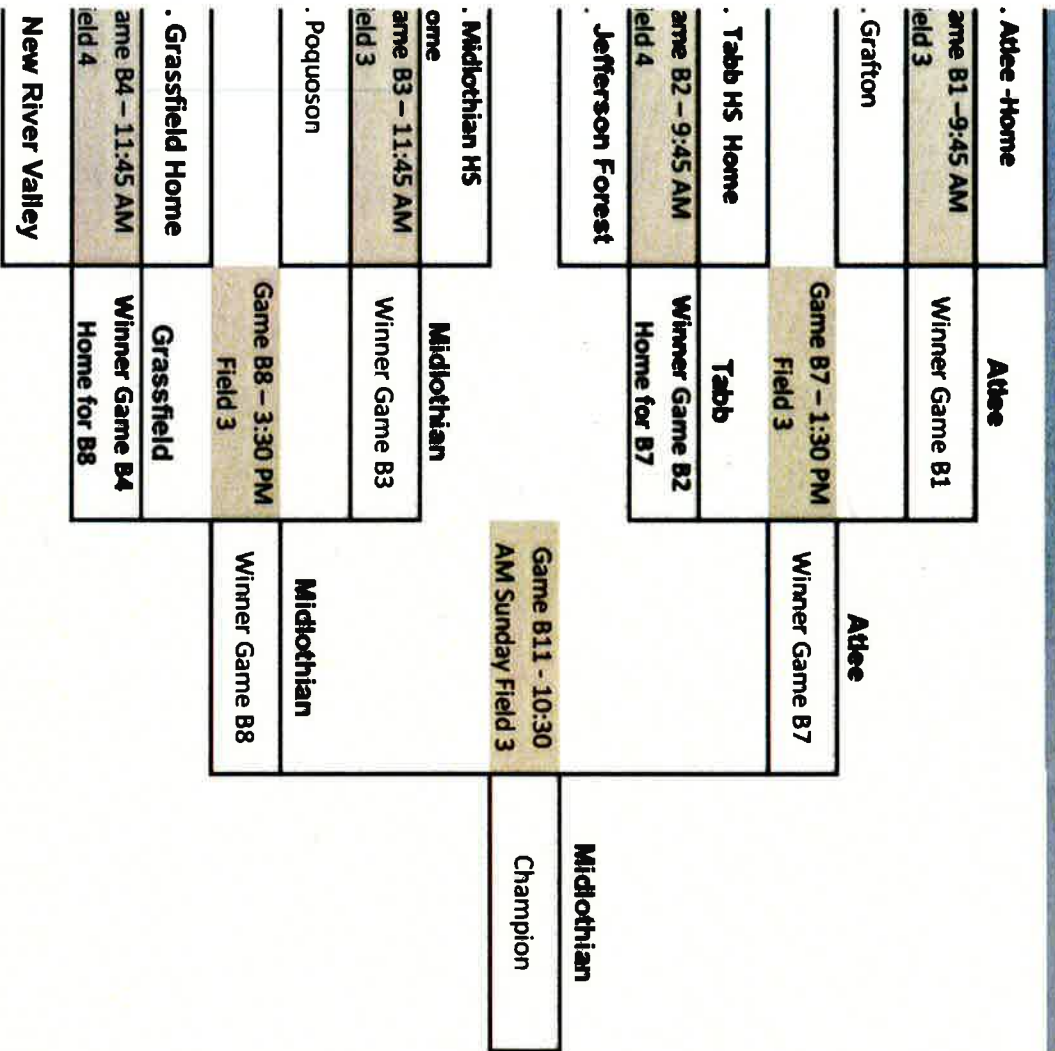 . Atlee -Home
ame B1 –9:45 AM
eld 3
. Grafton
. Tabb HS Home
ame B2 – 9:45 AM
ield 4
. Jefferson Forest
. Midlothian HS
ome
ame B3 – 11:45 AM
ield 3
. Poquoson
. Grassfield Home
ame B4 – 11:45 AM
ield 4
New River Valley
Atlee
Winner Game B1
Game B7 – 1:30 PM
Field 3
Tabb
Winner Game B2
Home for B7
Midlothian
Winner Game B3
Game B8 – 3:30 PM
Field 3
Grassfield
Winner Game B4
Home for B8
Atlee
Winner Game B7
Game B11 - 10:30
AM Sunday Field 3
Midlothian
Winner Game B8
Midlothian
Champion